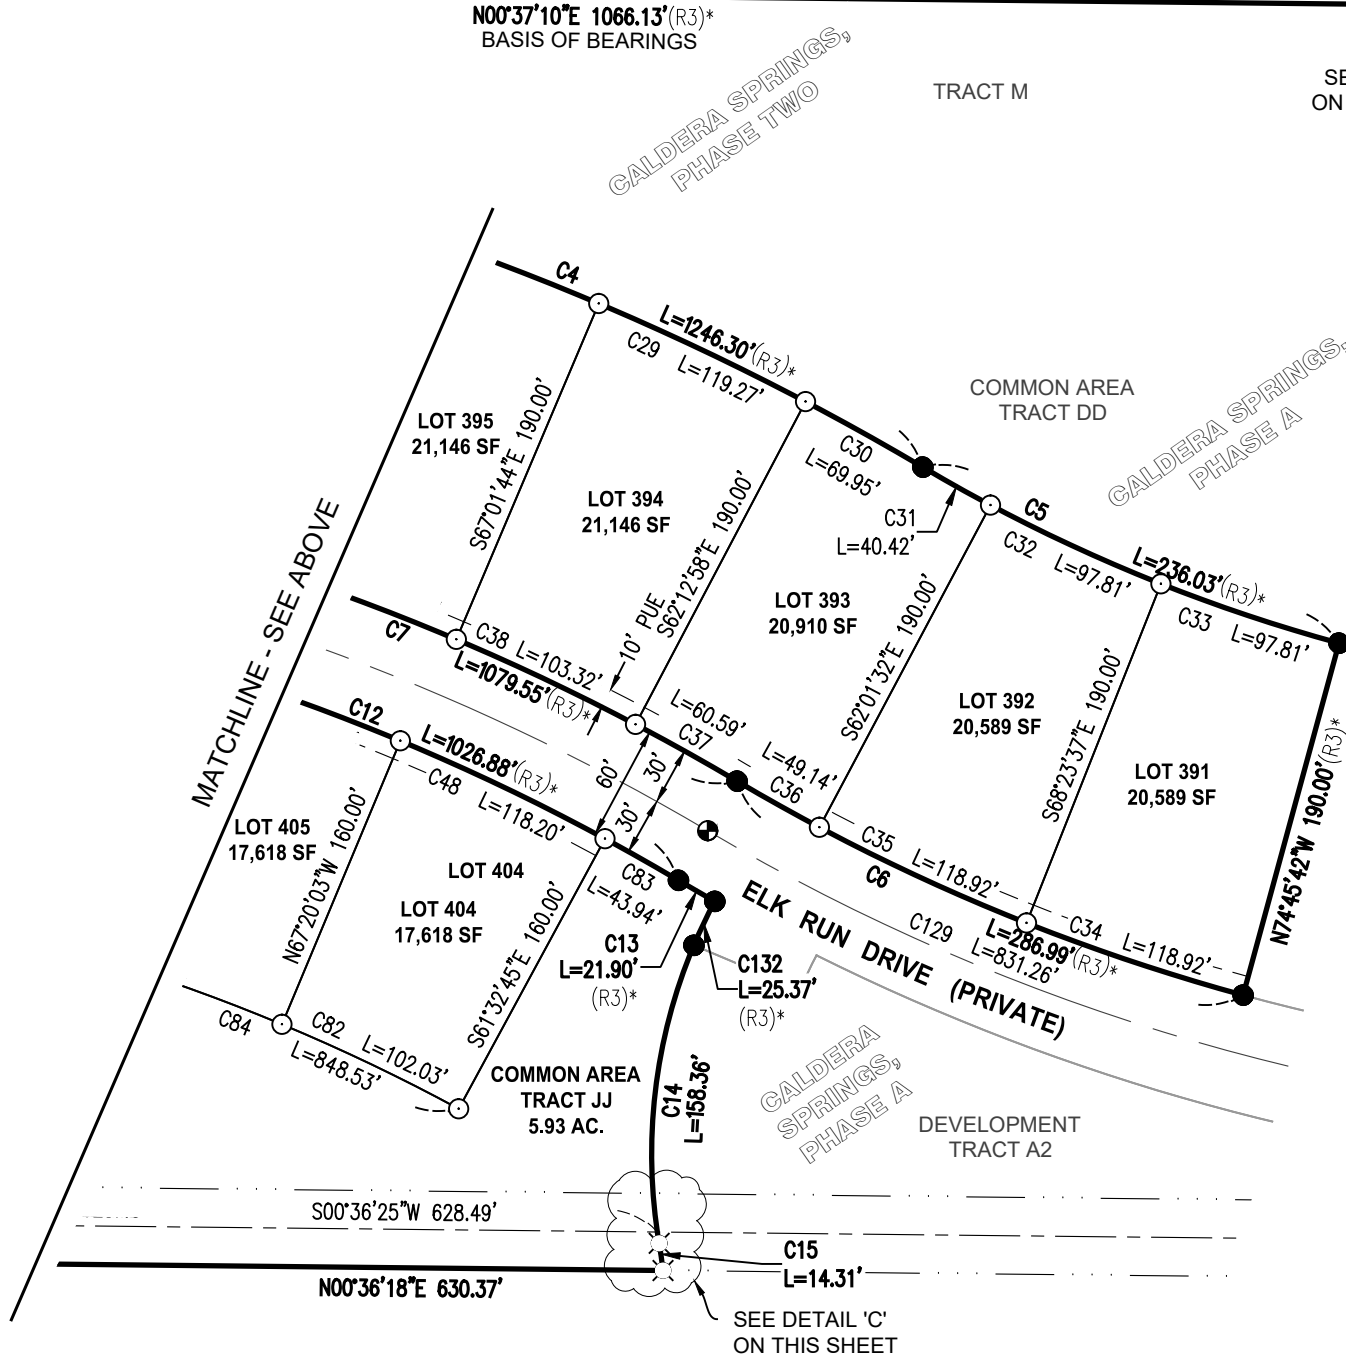 N00°37'10"E 1066.13'(R3)*
BASIS OF BEARINGS
CALDERA SPRINGS,
PHASE TWO
TRACT M
ON
C4
L=1246.30'(R3)*
C29
L=119.27'
COMMON AREA
TRACT DD
CALDERA SPRINGS,
PHASE A
LOT 395
21,146 SF
S67°01'44"E 190.00'
LOT 394
21,146 SF
C30
L=69.95'
C31
L=40.42'
C5
C32
L=97.81'
L=236.03'(R3)*
C33
L=97.81'
S62°12'58"E 190.00'
10' PUE
LOT 393
20,910 SF
S62°01'32"E 190.00'
LOT 392
20,589 SF
S68°23'37"E 190.00'
LOT 391
20,589 SF
N74°45'42"W 190.00'(R3)*
MATCHLINE - SEE ABOVE
C7
C38
L=103.32'
L=1079.55'(R3)*
L=60.59'
C37
L=49.14'
C36
C35
L=118.92'
C6
C34
L=118.92'
L=286.99'(R3)*
C129
L=831.26'
C12
L=1026.88'(R3)*
C48
L=118.20'
60'
30'
30'
LOT 405
17,618 SF
N67°20'03"W 160.00'
LOT 404
LOT 404
17,618 SF
S61°32'45"E 160.00'
C83
L=43.94'
C13
L=21.90'
(R3)*
C132
L=25.37'
(R3)*
ELK RUN DRIVE (PRIVATE)
C84
C82
L=102.03'
L=848.53'
COMMON AREA
TRACT JJ
5.93 AC.
C14
L=158.36'
CALDERA
SPRINGS,
PHASE A
DEVELOPMENT
TRACT A2
S00°36'25"W 628.49'
C15
L=14.31'
N00°36'18"E 630.37'
SEE DETAIL 'C'
ON THIS SHEET